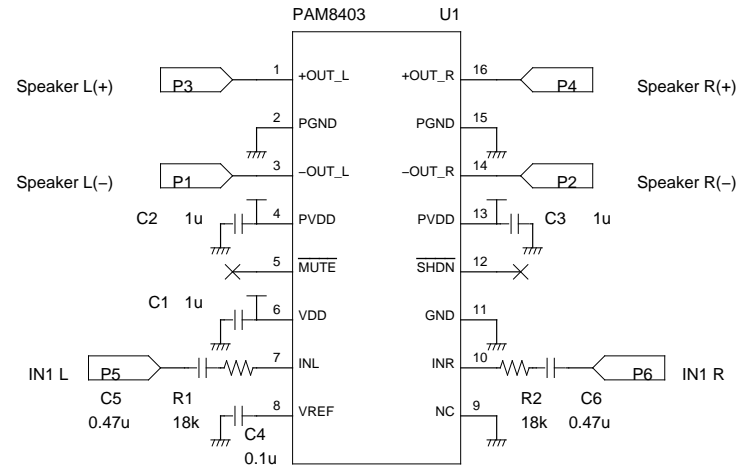 PAM8403 U1
Speaker L(+) P3 1 +OUT_L +OUT_R 16 P4 Speaker R(+)
2 PGND PGND 15
Speaker L(−) P1 3 −OUT_L −OUT_R 14 P2 Speaker R(−)
C2 1u 4 PVDD PVDD 13 C3 1u
5 MUTE SHDN 12
C1 1u 6 VDD GND 11
IN1 L P5 7 INL INR 10 P6 IN1 R
C5 R1 8 VREF NC 9 R2 C6
0.47u 18k C4 18k 0.47u
0.1u